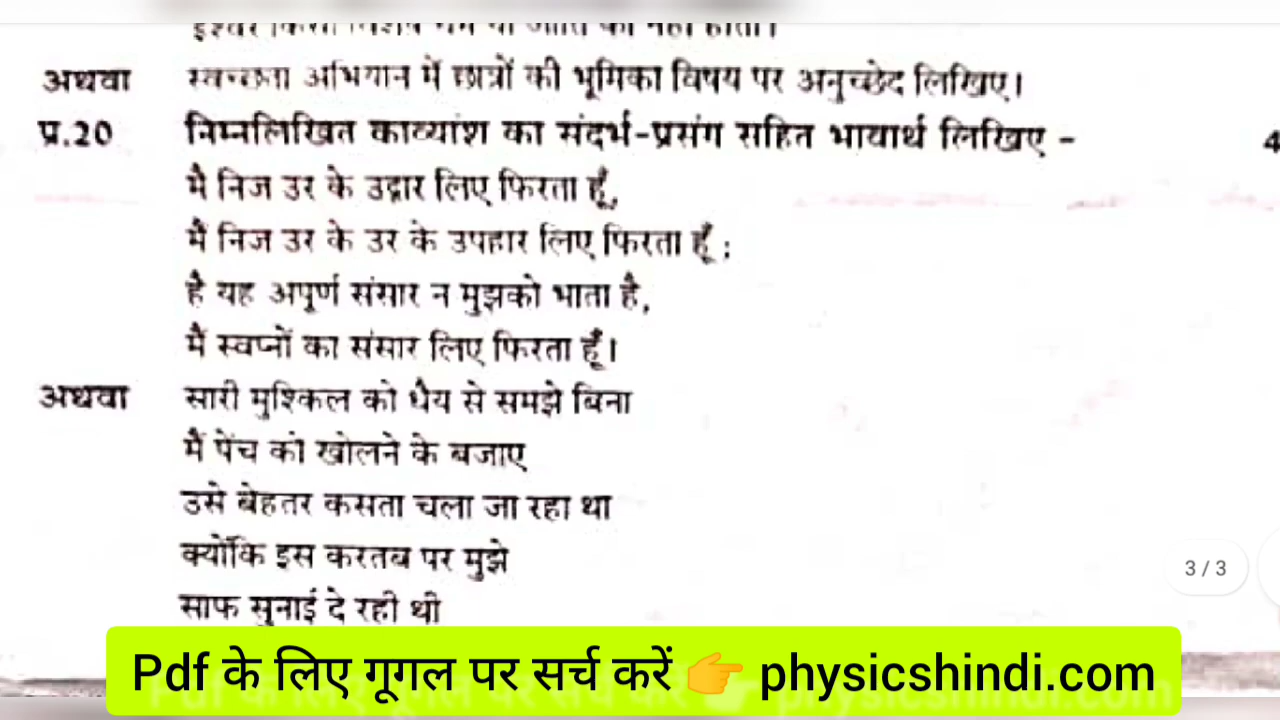 अथवा स्वच्छता अभियान में छात्रों की भूमिका विषय पर अनुच्छेद लिखिए।
प्र.20 निम्नलिखित काव्यांश का संदर्भ-प्रसंग सहित भावार्थ लिखिए - 4
मैं निज उर के उद्गार लिए फिरता हूँ,
मैं निज उर के उर के उपहार लिए फिरता हूँ ;
है यह अपूर्ण संसार न मुझको भाता है,
मैं स्वप्नों का संसार लिए फिरता हूँ।
अथवा सारी मुश्किल को धैय से समझे बिना
मैं पेंच को खोलने के बजाए
उसे बेहतर कसता चला जा रहा था
क्योंकि इस करतब पर मुझे
3 / 3
साफ सुनाई दे रही थी
Pdf के लिए गूगल पर सर्च करें 👉 physicshindi.com